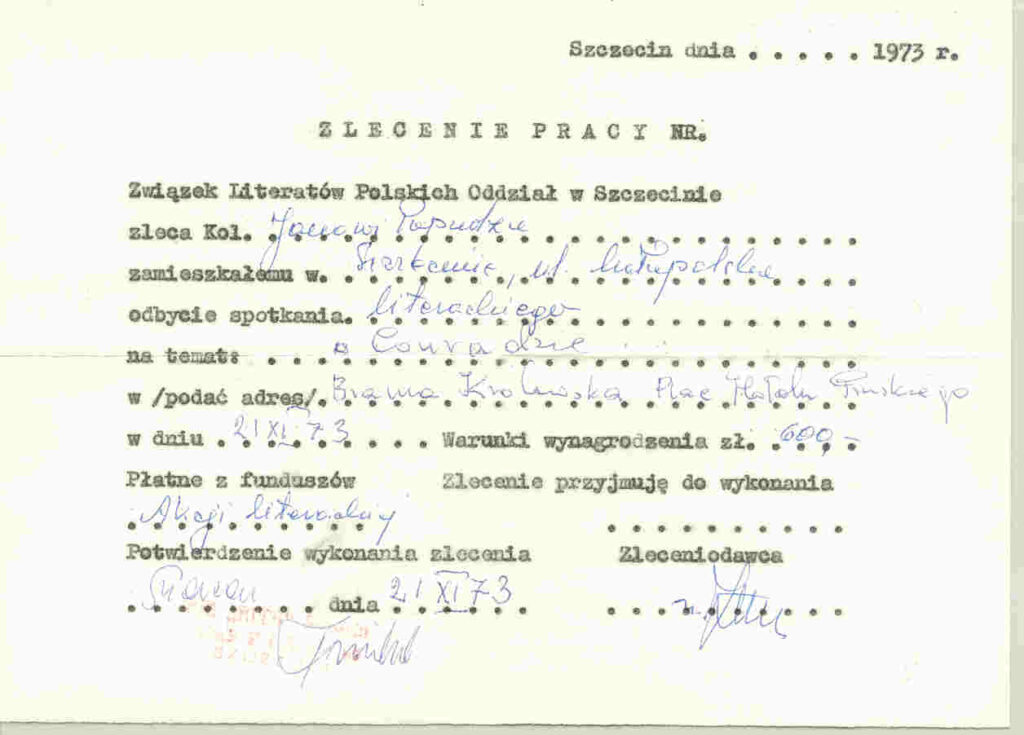 Szczecin dnia . . . . . 1973 r.
ZLECENIE PRACY NR.
Związek Literatów Polskich Oddział w Szczecinie
zleca Kol. Janowi Papudzie
zamieszkałemu w. Szczecinie, ul. Małopolska
odbycie spotkania. literackiego
na temat: o Conradzie
w /podać adres/. Brama Królewska Plac Hołdu Pruskiego
w dniu . 21 XI 73 . . . . Warunki wynagrodzenia zł. 600,-
Płatne z funduszów Zlecenie przyjmuję do wykonania
Akcji literackiej . . . . . . . . . .
Potwierdzenie wykonania zlecenia Zleceniodawca
dnia 21 XI 73